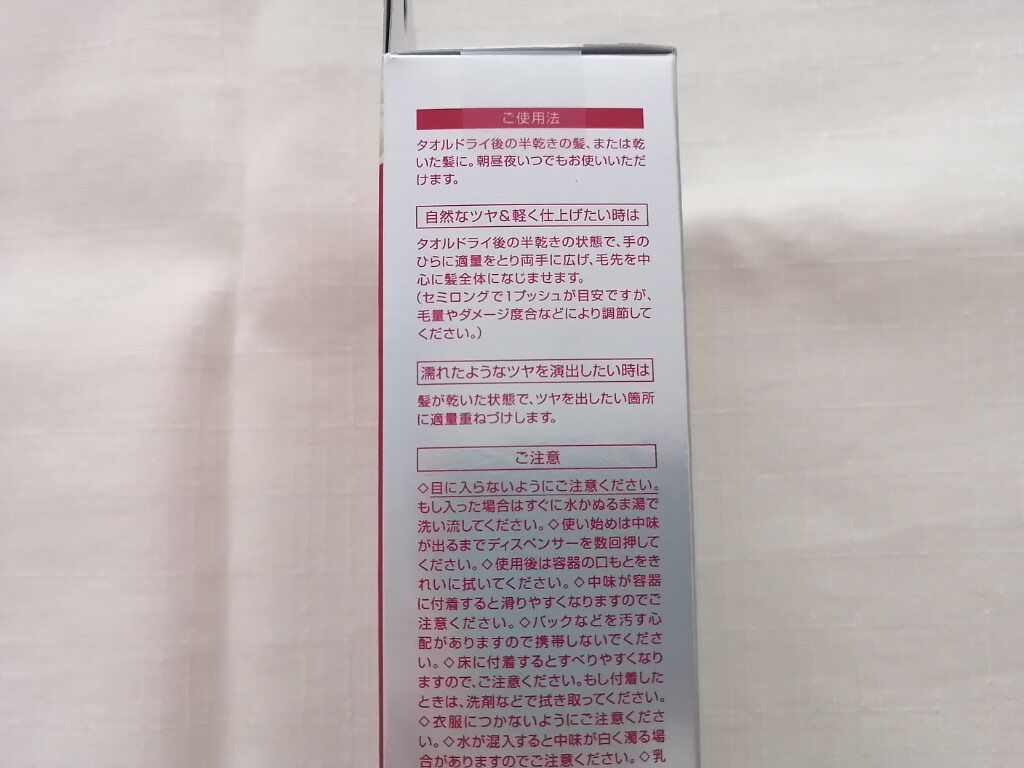 ご使用法
タオルドライ後の半乾きの髪、または乾
いた髪に。朝昼夜いつでもお使いいただ
けます。
自然なツヤ&軽く仕上げたい時は
タオルドライ後の半乾きの状態で、手の
ひらに適量をとり両手に広げ、毛先を中
心に髪全体になじませます。
(セミロングで1プッシュが目安ですが、
毛量やダメージ度合などにより調節して
ください。)
濡れたようなツヤを演出したい時は
髪が乾いた状態で、ツヤを出したい箇所
に適量重ねづけします。
ご注意
◇目に入らないようにご注意ください。
もし入った場合はすぐに水かぬるま湯で
洗い流してください。◇使い始めは中味
が出るまでディスペンサーを数回押して
ください。◇使用後は容器の口もとをき
れいに拭いてください。◇中味が容器
に付着すると滑りやすくなりますのでご
注意ください。◇バックなどを汚す心
配がありますので携帯しないでくださ
い。◇床に付着するとすべりやすくなり
ますので、ご注意ください。もし付着した
ときは、洗剤などで拭き取ってください。
◇衣服につかないようにご注意くださ
い。◇水が混入すると中味が白く濁る場
合がありますのでご注意ください。◇乳